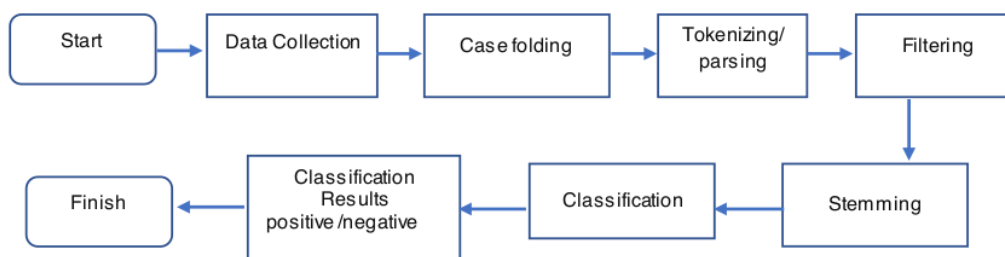 Start
Data Collection
Case folding
Tokenizing/
parsing
Filtering
Stemming
Classification
Classification
Results
positive/negative
Finish